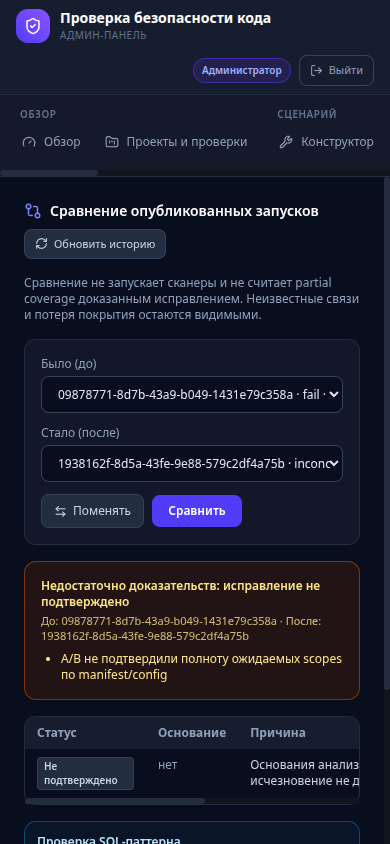 Проверка безопасности кода
АДМИН-ПАНЕЛЬ
Администратор
Выйти
ОБЗОР
СЦЕНАРИЙ
Обзор
Проекты и проверки
Конструктор
Сравнение опубликованных запусков
Обновить историю
Сравнение не запускает сканеры и не считает partial
coverage доказанным исправлением. Неизвестные связи
и потеря покрытия остаются видимыми.
Было (до)
09878771-8d7b-43a9-b049-1431e79c358a · fail ·
Стало (после)
1938162f-8d5a-43fe-9e88-579c2df4a75b · inconc
Поменять
Сравнить
Недостаточно доказательств: исправление не
подтверждено
До: 09878771-8d7b-43a9-b049-1431e79c358a · После:
1938162f-8d5a-43fe-9e88-579c2df4a75b
• А/В не подтвердили полноту ожидаемых scopes
по manifest/config
Статус
Основание
Причина
Не
подтверждено
нет
Основания анализ
исчезновение не д
Проверка SQL-паттерна